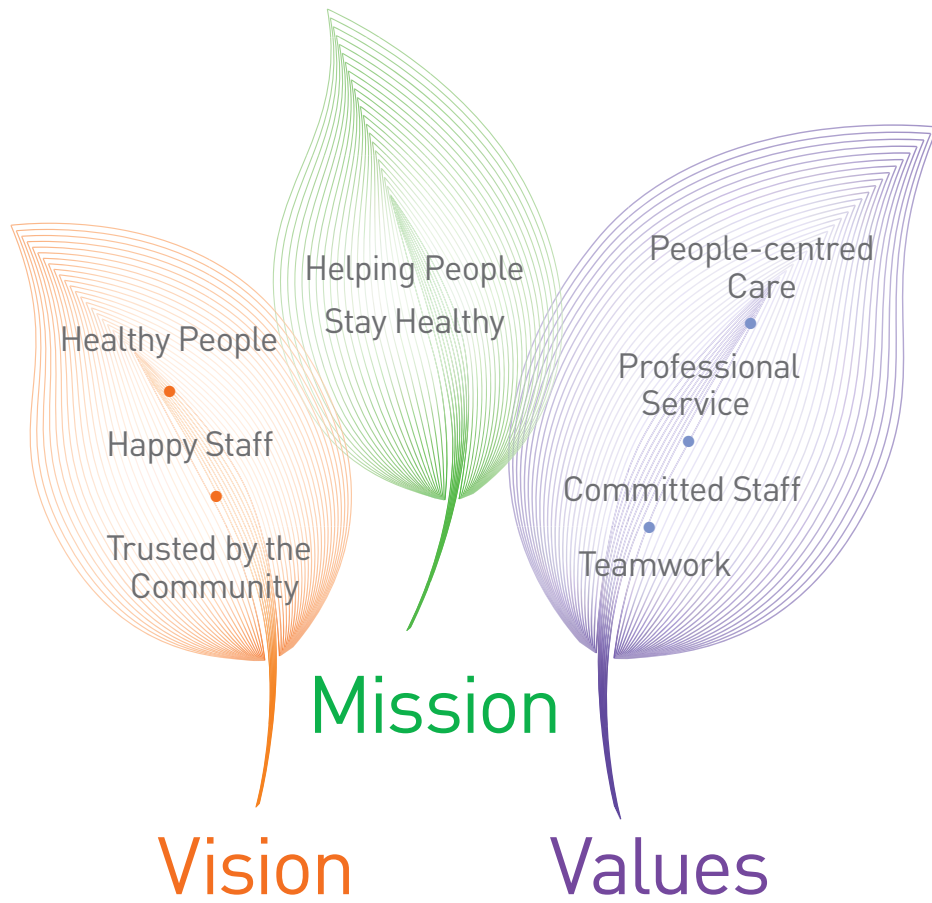 Healthy People
Happy Staff
Trusted by the
Community
Vision
Helping People
Stay Healthy
Mission
People-centred
Care
Professional
Service
Committed Staff
Teamwork
Values